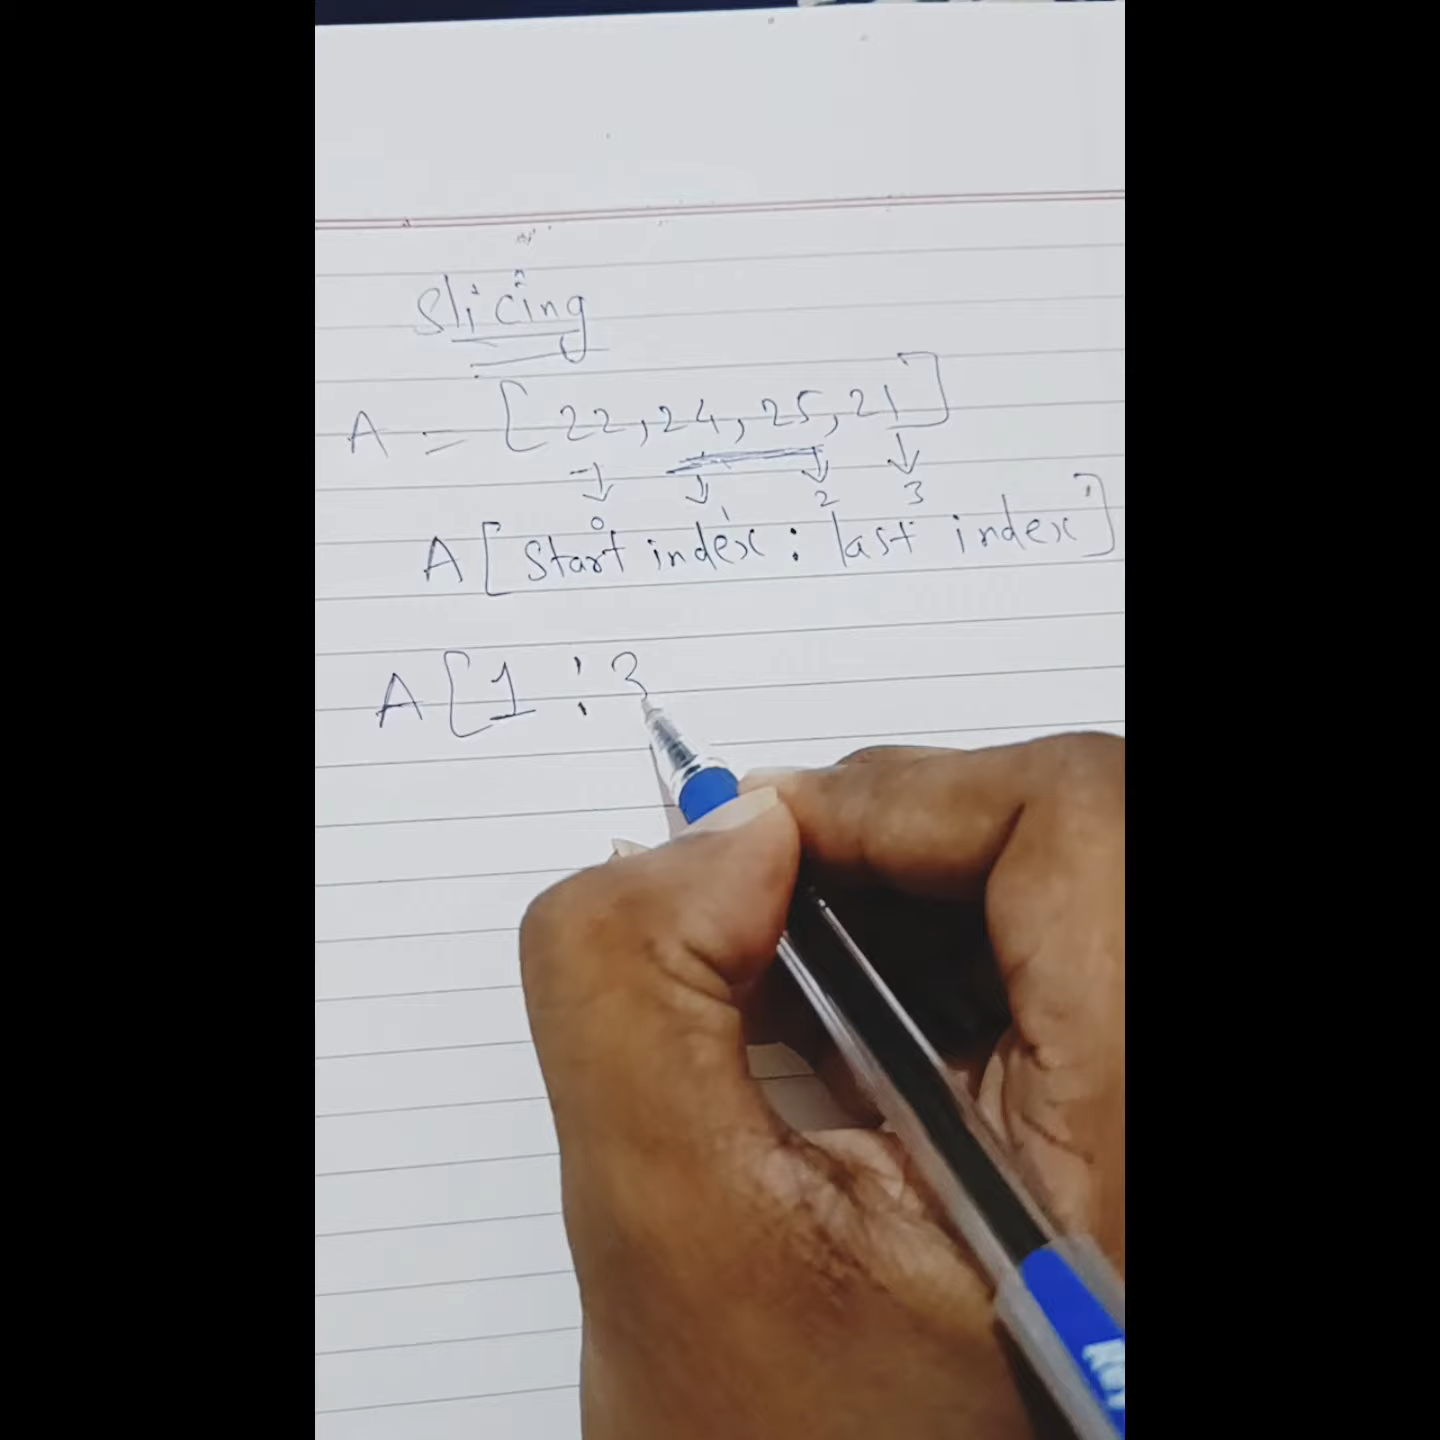 Slicing
A = [22, 24, 25, 21]
0 1 2 3
A[Start index : last index]
A[1 : 3